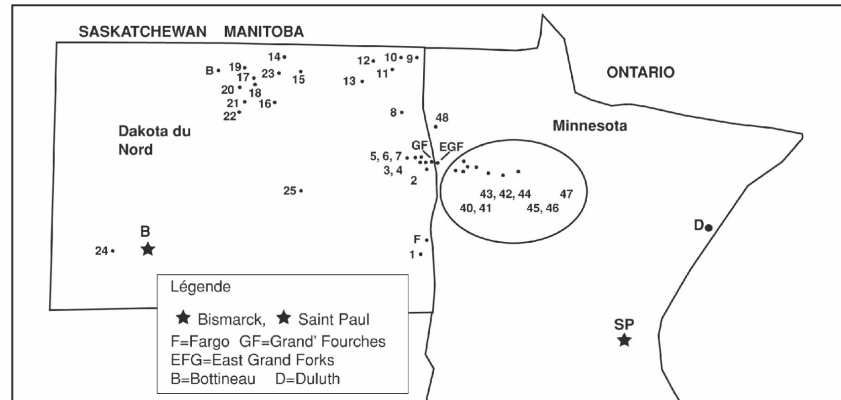 SASKATCHEWAN MANITOBA
ONTARIO
14
12
10
9
B
19
17
23
15
11
13
20
18
21
16
22
8
48
Dakota du
Nord
Minnesota
GF
EGF
5, 6, 7
3, 4
2
25
43, 42, 44
47
40, 41
45, 46
B
24
F
1
D
SP
Légende
★ Bismarck, ★ Saint Paul
F=Fargo GF=Grand' Fourches
EFG=East Grand Forks
B=Bottineau D=Duluth